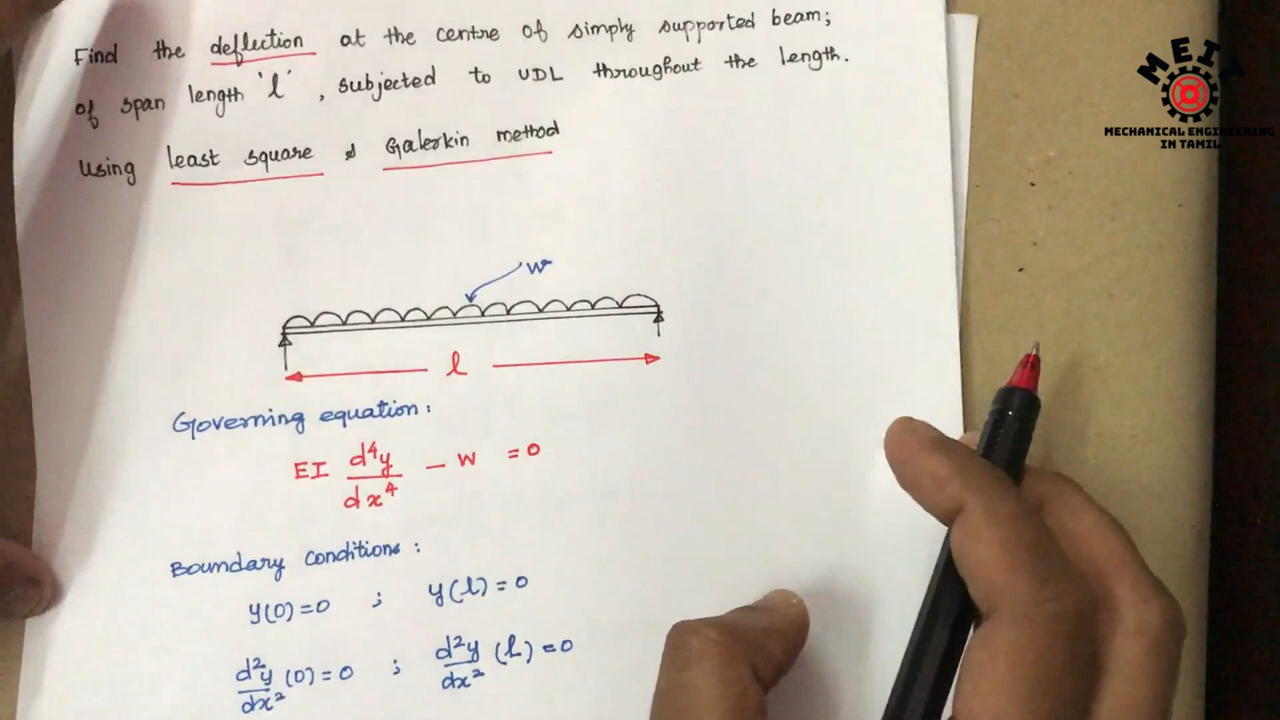 Find the deflection at the centre of simply supported beam;
of span length 'l', subjected to UDL throughout the length.
Using least square & Galerkin method
MEIT
MECHANICAL ENGINEERING
IN TAMIL
w
l
Governing equation:
EI d⁴y/dx⁴ - w = 0
Boundary conditions:
y(0)=0 ; y(l)=0
d²y/dx² (0)=0 ; d²y/dx² (l)=0